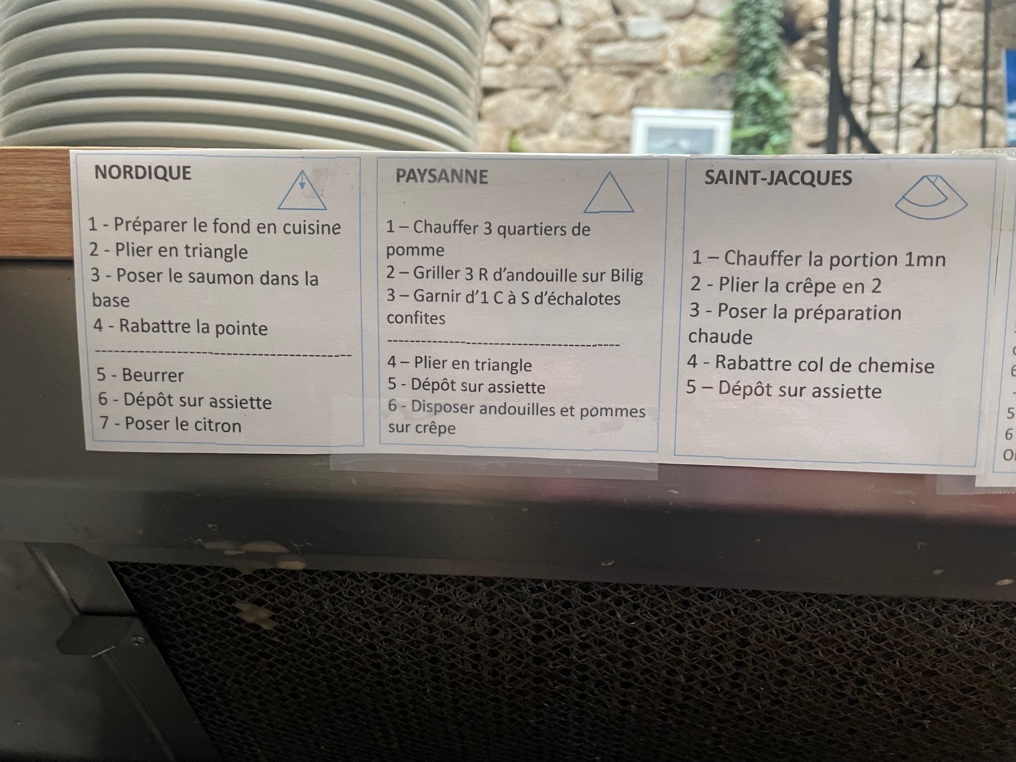 NORDIQUE
1 - Préparer le fond en cuisine
2 - Plier en triangle
3 - Poser le saumon dans la
base
4 - Rabattre la pointe
5 - Beurrer
6 - Dépôt sur assiette
7 - Poser le citron
PAYSANNE
1 – Chauffer 3 quartiers de
pomme
2 – Griller 3 R d'andouille sur Bilig
3 – Garnir d'1 C à S d'échalotes
confites
4 – Plier en triangle
5 - Dépôt sur assiette
6 - Disposer andouilles et pommes
sur crêpe
SAINT-JACQUES
1 – Chauffer la portion 1mn
2 - Plier la crêpe en 2
3 - Poser la préparation
chaude
4 - Rabattre col de chemise
5 – Dépôt sur assiette
5
6